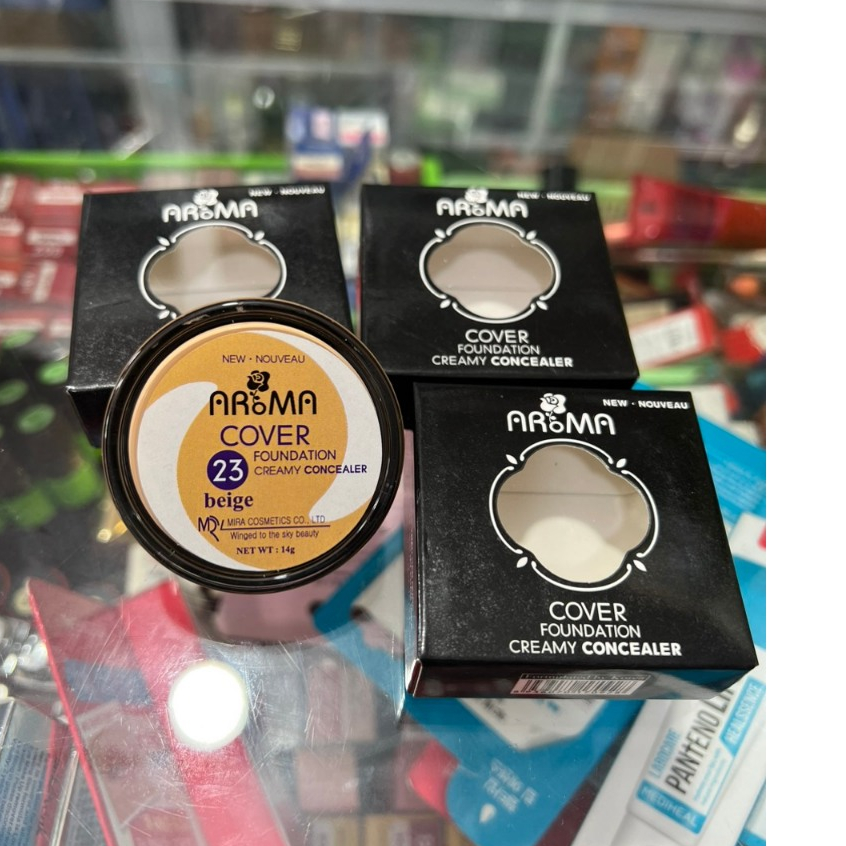 NEW · NOUVEAU
AROMA
NEW · NOUVEAU
AROMA
COVER
FOUNDATION
CREAMY CONCEALER
NEW · NOUVEAU
AROMA
COVER
23
FOUNDATION
CREAMY CONCEALER
beige
MIRA COSMETICS CO., LTD
Winged to the sky beauty
NET WT : 14g
NEW · NOUVEAU
AROMA
COVER
FOUNDATION
CREAMY CONCEALER
PANTENO
MEDIHEAL